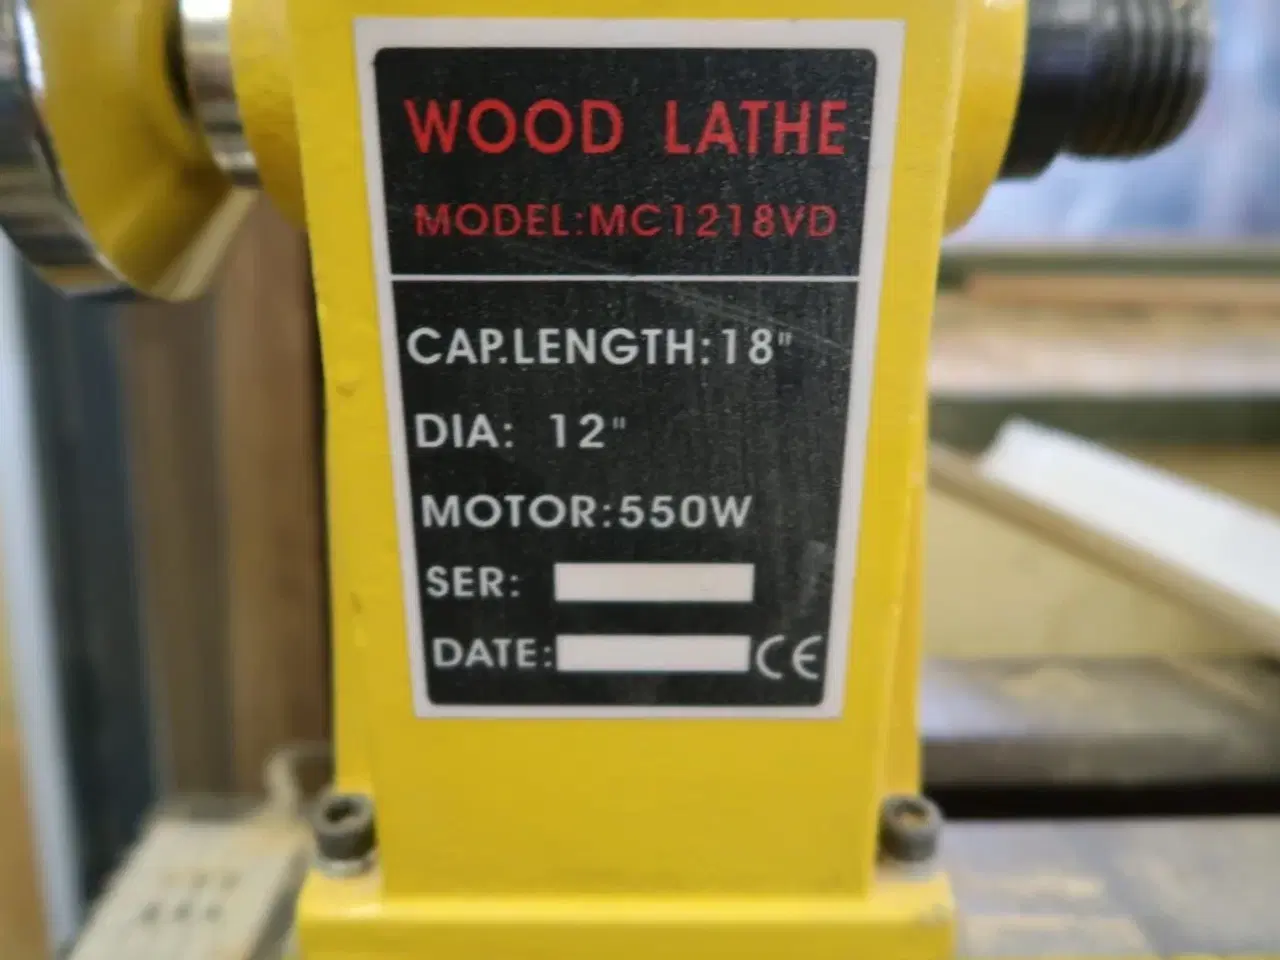 WOOD LATHE
MODEL:MC1218VD
CAP.LENGTH:18"
DIA: 12"
MOTOR:550W
SER:
DATE: CE